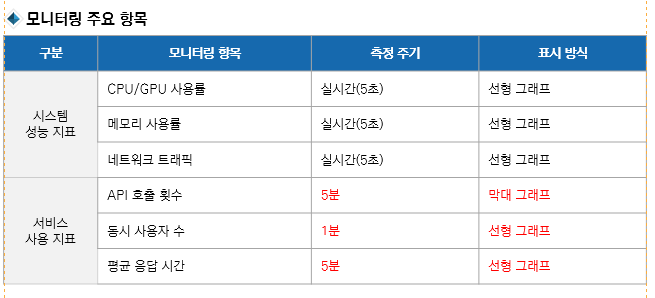 모니터링 주요 항목
구분 모니터링 항목 측정 주기 표시 방식
시스템
성능 지표
CPU/GPU 사용률 실시간(5초) 선형 그래프
메모리 사용률 실시간(5초) 선형 그래프
네트워크 트래픽 실시간(5초) 선형 그래프
서비스
사용 지표
API 호출 횟수 5분 막대 그래프
동시 사용자 수 1분 선형 그래프
평균 응답 시간 5분 선형 그래프